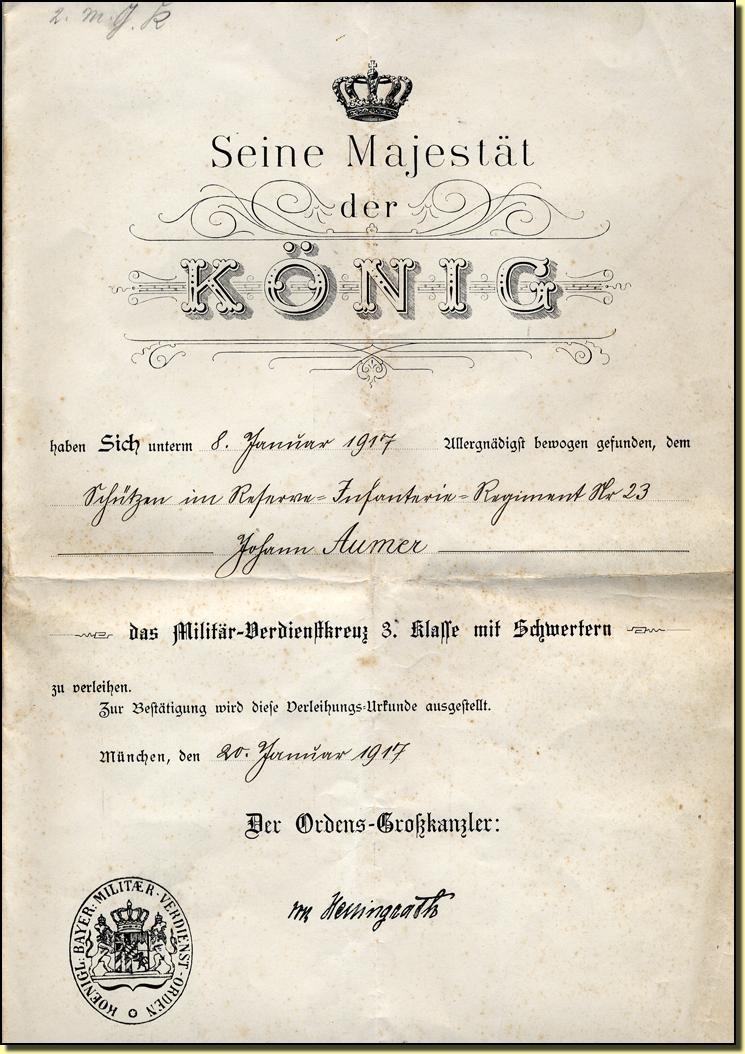 2. M. G. K
Seine Majestät
der
KÖNIG
haben Sich unterm 8. Januar 1917 Allergnädigst bewogen gefunden, dem
Schützen im Reserve-Infanterie-Regiment Nr 23
Johann Aumer
das Militär-Verdienstkreuz 3. Klasse mit Schwertern
zu verleihen.
Zur Bestätigung wird diese Verleihungs-Urkunde ausgestellt.
München, den 20. Januar 1917
Der Ordens-Großkanzler:
KOENIGL: BAYER: MILITÆR-VERDIENST-ORDEN